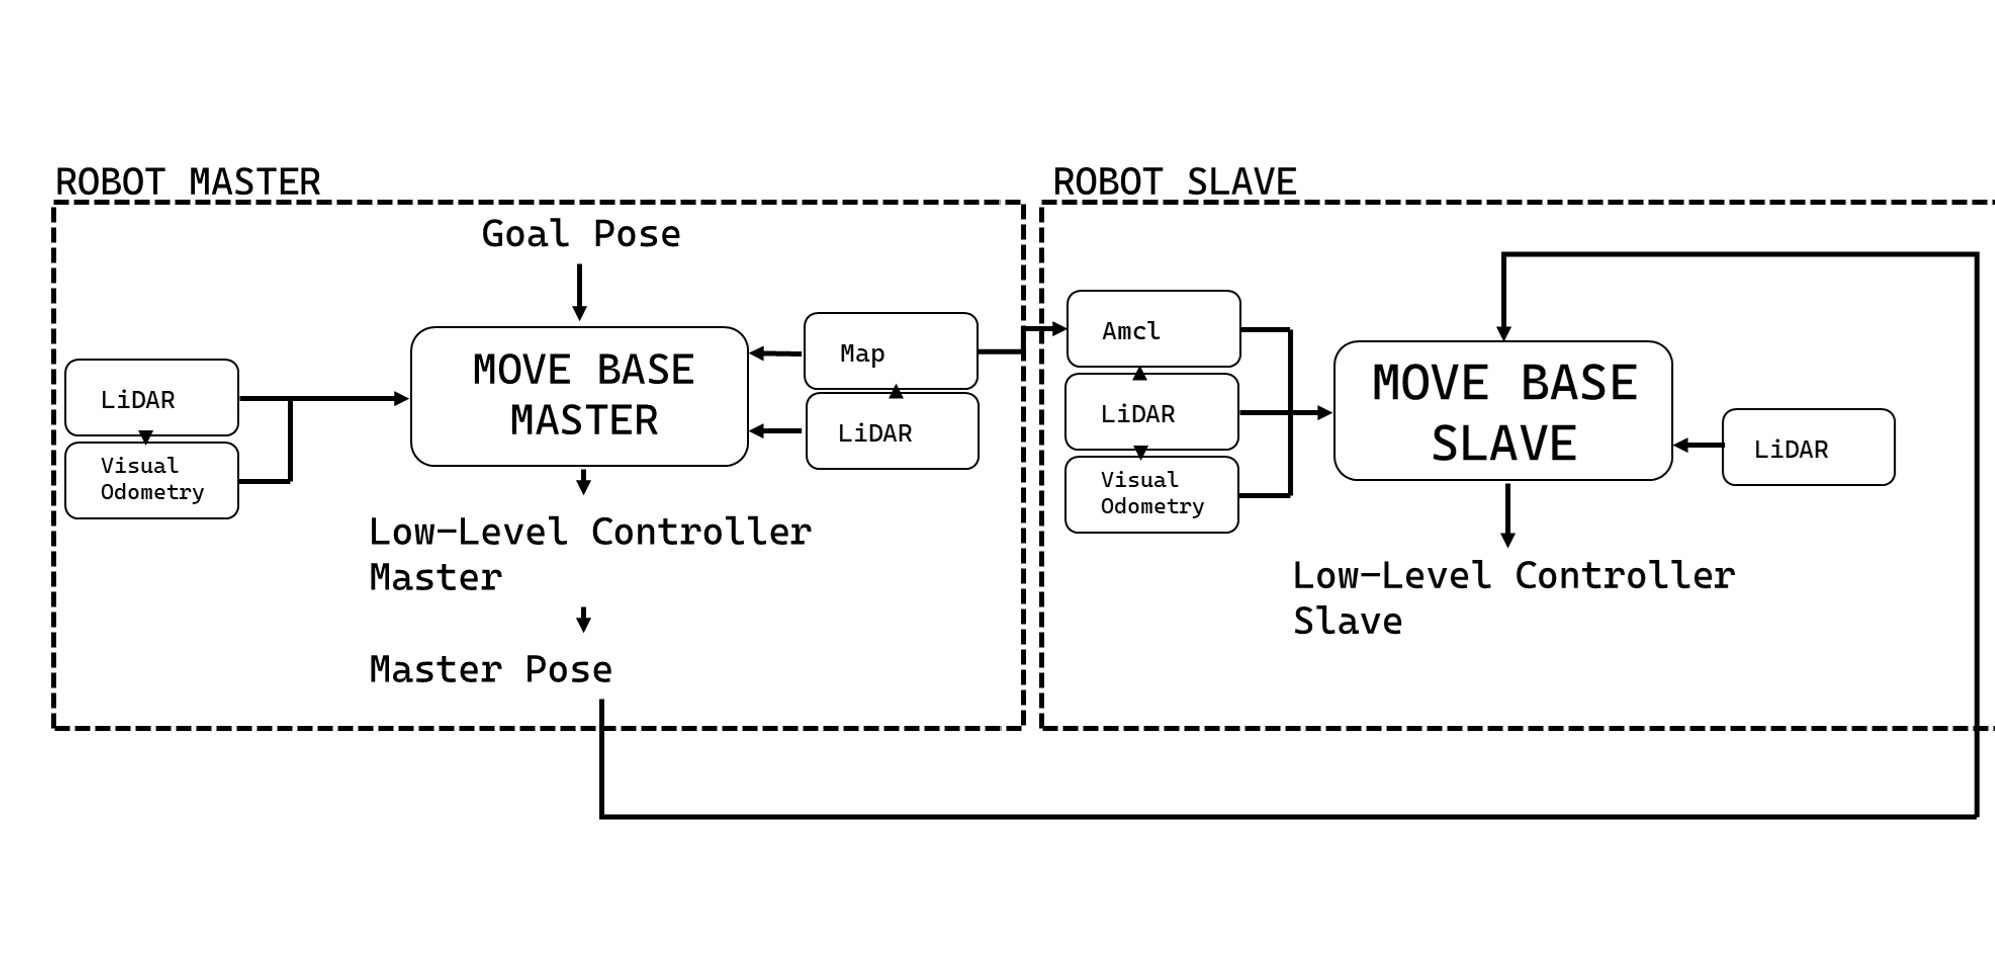 ROBOT MASTER
Goal Pose
LiDAR
Visual
Odometry
MOVE BASE
MASTER
Map
LiDAR
Low-Level Controller
Master
Master Pose
ROBOT SLAVE
Amcl
LiDAR
Visual
Odometry
MOVE BASE
SLAVE
LiDAR
Low-Level Controller
Slave